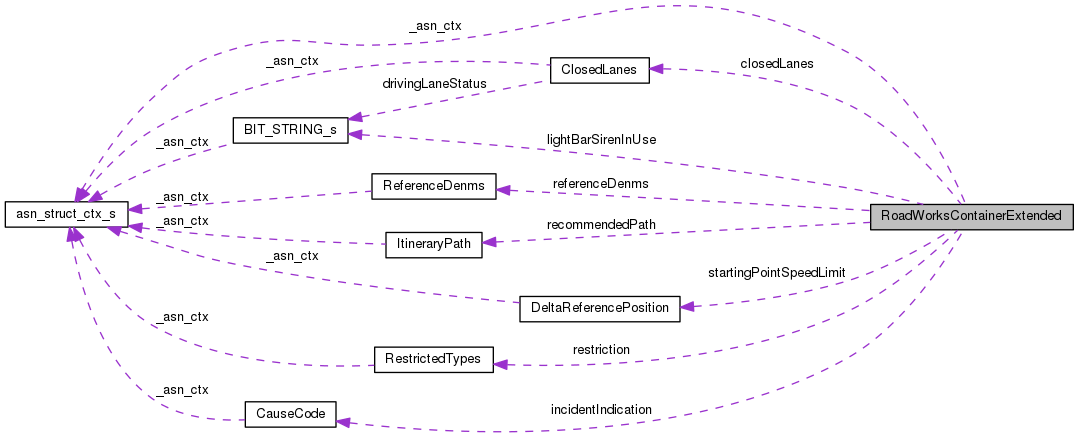 _asn_ctx
_asn_ctx
ClosedLanes
closedLanes
drivingLaneStatus
BIT_STRING_s
_asn_ctx
lightBarSirenInUse
ReferenceDenms
referenceDenms
_asn_ctx
asn_struct_ctx_s
RoadWorksContainerExtended
_asn_ctx
recommendedPath
ItineraryPath
_asn_ctx
startingPointSpeedLimit
DeltaReferencePosition
_asn_ctx
restriction
RestrictedTypes
_asn_ctx
CauseCode
incidentIndication